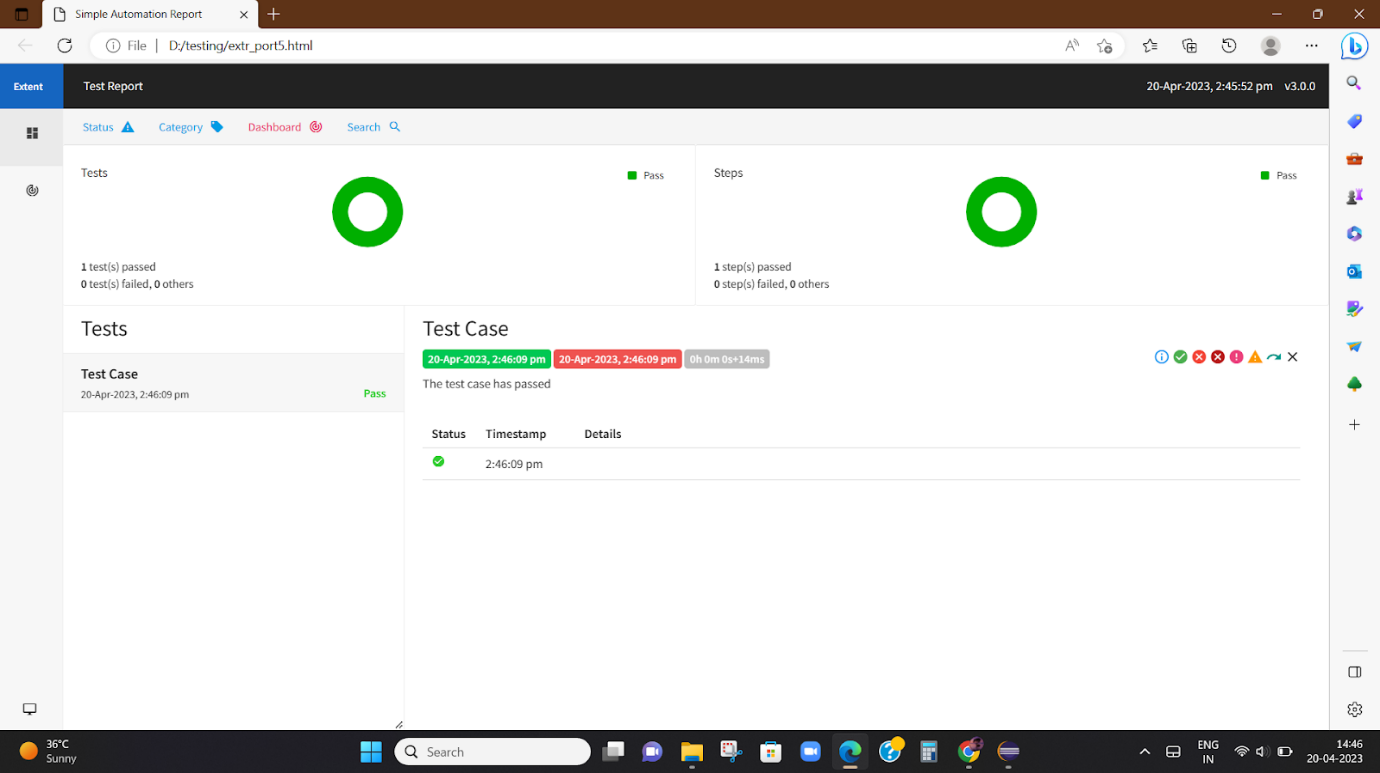 Simple Automation Report
File | D:/testing/extr_port5.html
Extent
Test Report
20-Apr-2023, 2:45:52 pm v3.0.0
Status
Category
Dashboard
Search
Tests
Pass
1 test(s) passed
0 test(s) failed, 0 others
Steps
Pass
1 step(s) passed
0 step(s) failed, 0 others
Tests
Test Case
20-Apr-2023, 2:46:09 pm
Pass
Test Case
20-Apr-2023, 2:46:09 pm 20-Apr-2023, 2:46:09 pm 0h 0m 0s+14ms
The test case has passed
Status Timestamp Details
2:46:09 pm
36°C
Sunny
Search
ENG
IN
14:46
20-04-2023